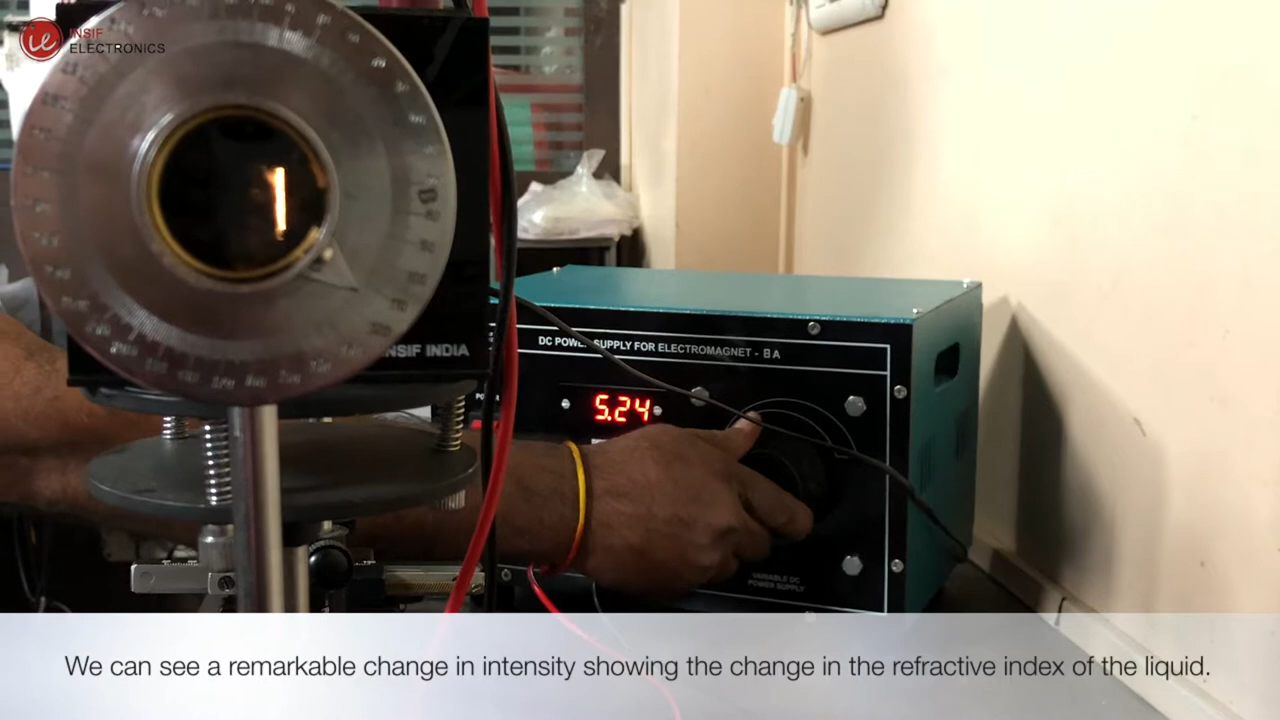 INSIF
ELECTRONICS
INSIF INDIA
DC POWER SUPPLY FOR ELECTROMAGNET - 8A
5.24
VARIABLE DC
POWER SUPPLY
We can see a remarkable change in intensity showing the change in the refractive index of the liquid.